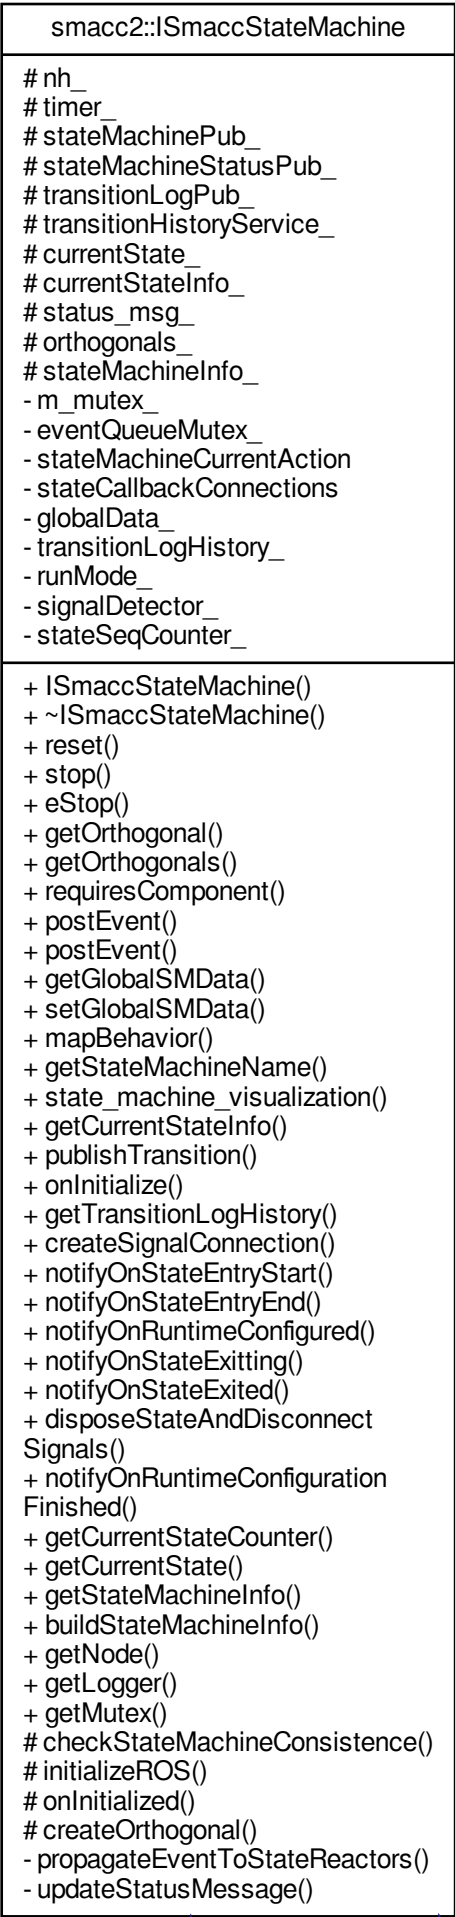 smacc2::ISmaccStateMachine
# nh_
# timer_
# stateMachinePub_
# stateMachineStatusPub_
# transitionLogPub_
# transitionHistoryService_
# currentState_
# currentStateInfo_
# status_msg_
# orthogonals_
# stateMachineInfo_
- m_mutex_
- eventQueueMutex_
- stateMachineCurrentAction
- stateCallbackConnections
- globalData_
- transitionLogHistory_
- runMode_
- signalDetector_
- stateSeqCounter_
+ ISmaccStateMachine()
+ ~ISmaccStateMachine()
+ reset()
+ stop()
+ eStop()
+ getOrthogonal()
+ getOrthogonals()
+ requiresComponent()
+ postEvent()
+ postEvent()
+ getGlobalSMData()
+ setGlobalSMData()
+ mapBehavior()
+ getStateMachineName()
+ state_machine_visualization()
+ getCurrentStateInfo()
+ publishTransition()
+ onInitialize()
+ getTransitionLogHistory()
+ createSignalConnection()
+ notifyOnStateEntryStart()
+ notifyOnStateEntryEnd()
+ notifyOnRuntimeConfigured()
+ notifyOnStateExitting()
+ notifyOnStateExited()
+ disposeStateAndDisconnect
Signals()
+ notifyOnRuntimeConfiguration
Finished()
+ getCurrentStateCounter()
+ getCurrentState()
+ getStateMachineInfo()
+ buildStateMachineInfo()
+ getNode()
+ getLogger()
+ getMutex()
# checkStateMachineConsistence()
# initializeROS()
# onInitialized()
# createOrthogonal()
- propagateEventToStateReactors()
- updateStatusMessage()